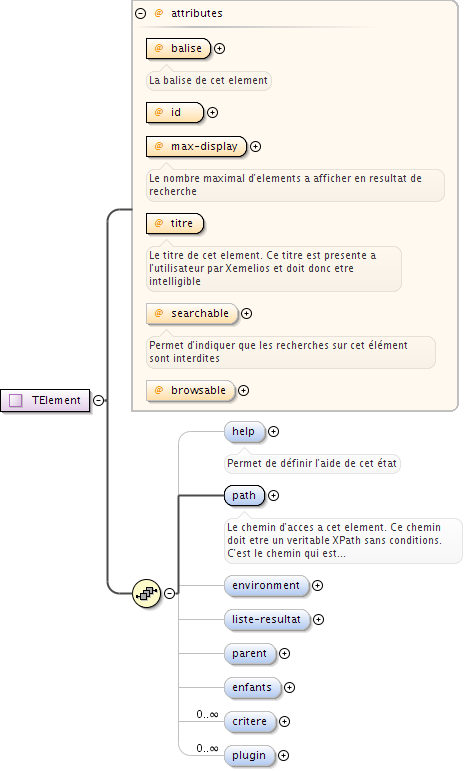 @ attributes
@ balise
La balise de cet element
@ id
@ max-display
Le nombre maximal d'elements a afficher en resultat de
recherche
@ titre
Le titre de cet element. Ce titre est presente a
l'utilisateur par Xemelios et doit donc etre
intelligible
@ searchable
Permet d'indiquer que les recherches sur cet élément
sont interdites
@ browsable
TElement
help
Permet de définir l'aide de cet état
path
Le chemin d'acces a cet element. Ce chemin
doit etre un veritable XPath sans conditions.
C'est le chemin qui est...
environment
liste-resultat
parent
enfants
0..∞ critere
0..∞ plugin